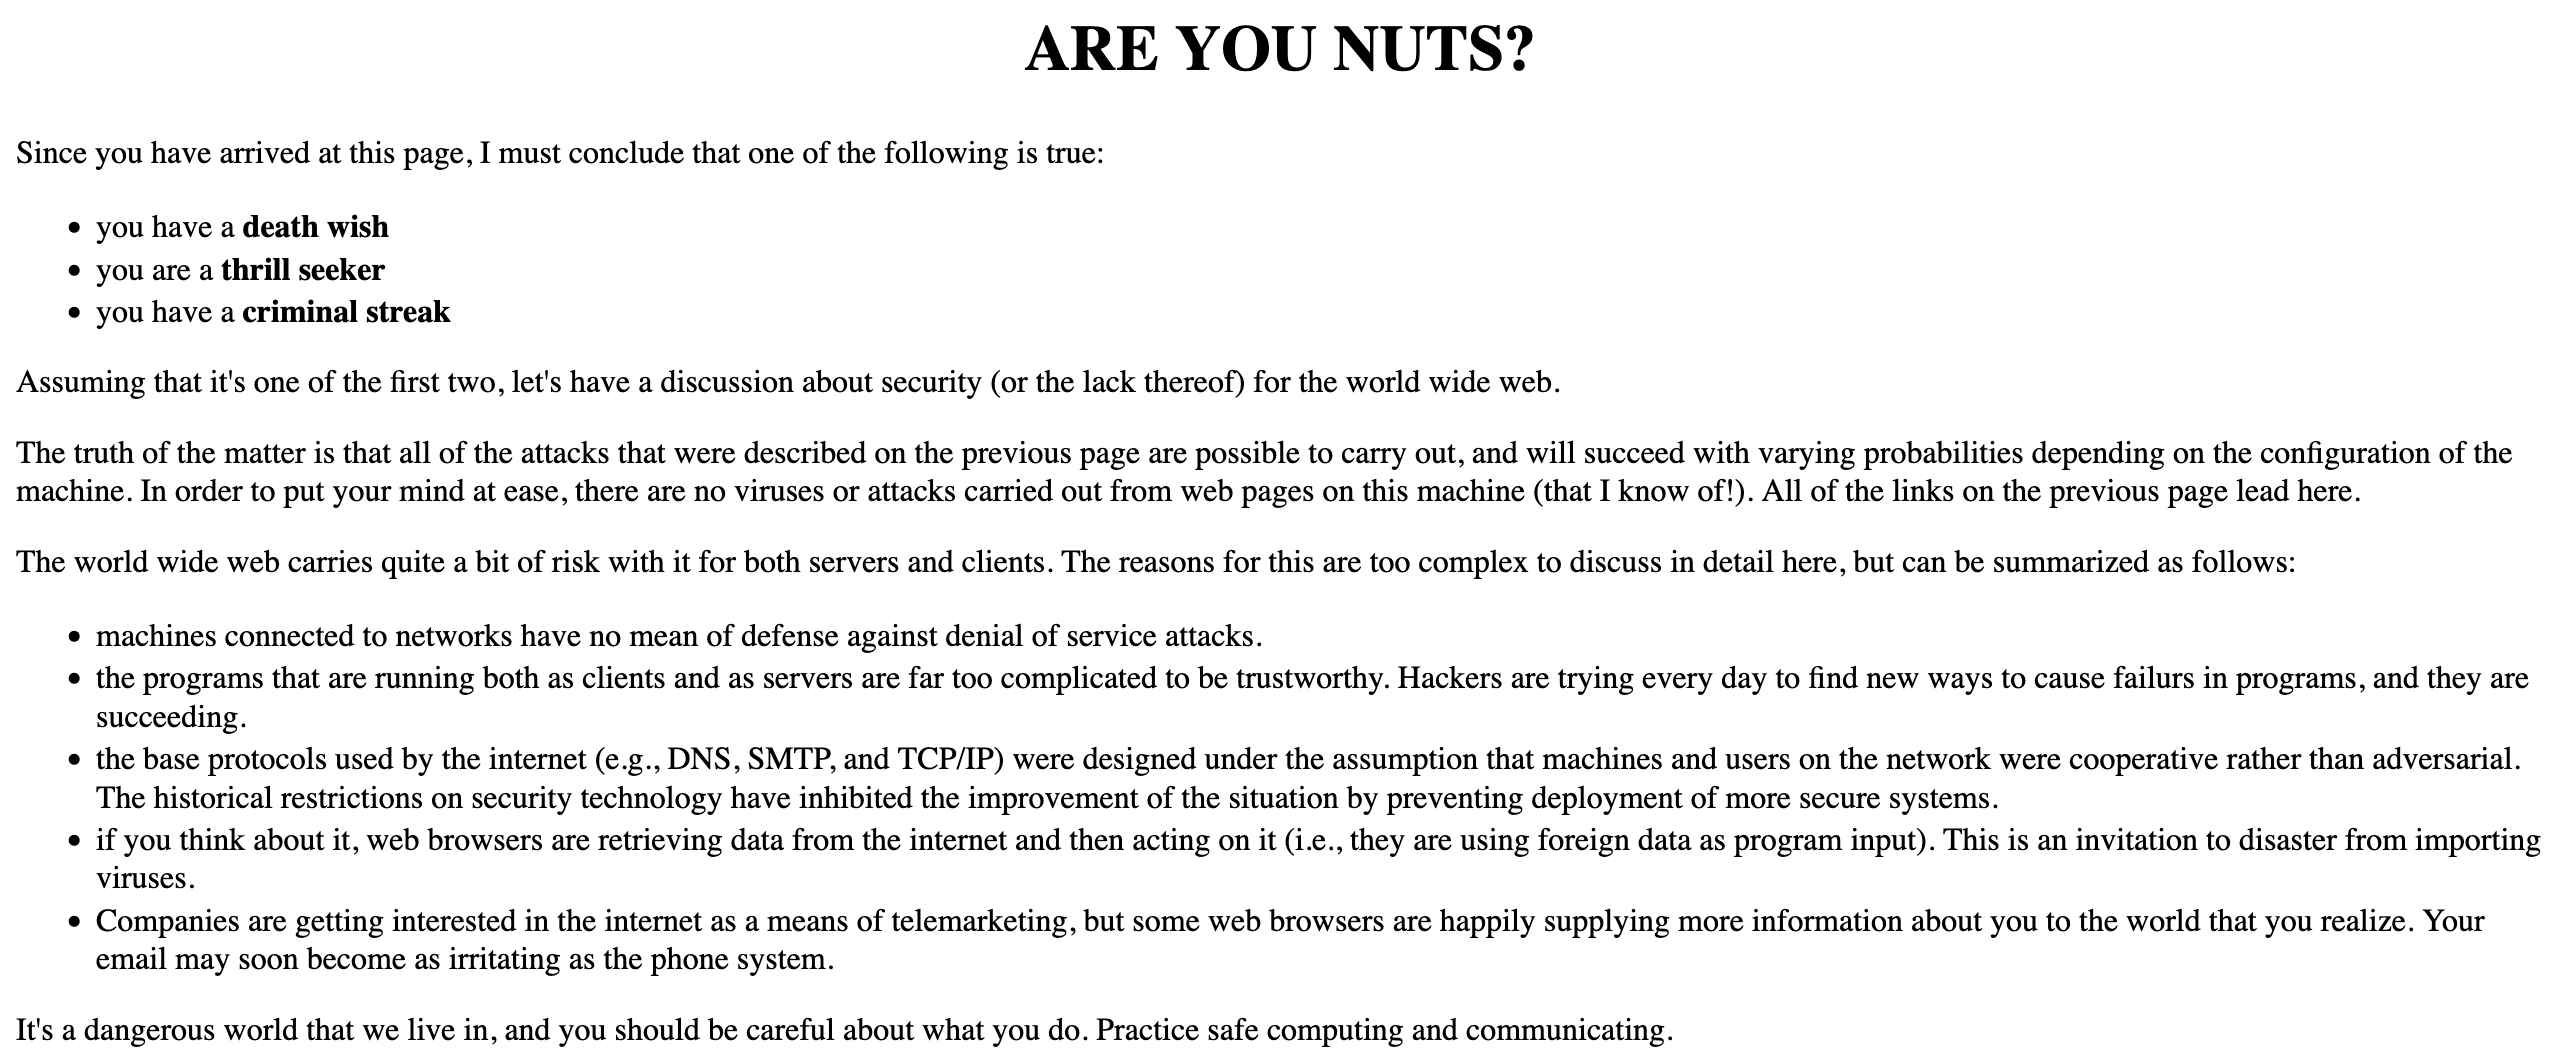 ARE YOU NUTS?
Since you have arrived at this page, I must conclude that one of the following is true:
• you have a death wish
• you are a thrill seeker
• you have a criminal streak
Assuming that it's one of the first two, let's have a discussion about security (or the lack thereof) for the world wide web.
The truth of the matter is that all of the attacks that were described on the previous page are possible to carry out, and will succeed with varying probabilities depending on the configuration of the
machine. In order to put your mind at ease, there are no viruses or attacks carried out from web pages on this machine (that I know of!). All of the links on the previous page lead here.
The world wide web carries quite a bit of risk with it for both servers and clients. The reasons for this are too complex to discuss in detail here, but can be summarized as follows:
• machines connected to networks have no mean of defense against denial of service attacks.
• the programs that are running both as clients and as servers are far too complicated to be trustworthy. Hackers are trying every day to find new ways to cause failurs in programs, and they are
succeeding.
• the base protocols used by the internet (e.g., DNS, SMTP, and TCP/IP) were designed under the assumption that machines and users on the network were cooperative rather than adversarial.
The historical restrictions on security technology have inhibited the improvement of the situation by preventing deployment of more secure systems.
• if you think about it, web browsers are retrieving data from the internet and then acting on it (i.e., they are using foreign data as program input). This is an invitation to disaster from importing
viruses.
• Companies are getting interested in the internet as a means of telemarketing, but some web browsers are happily supplying more information about you to the world that you realize. Your
email may soon become as irritating as the phone system.
It's a dangerous world that we live in, and you should be careful about what you do. Practice safe computing and communicating.